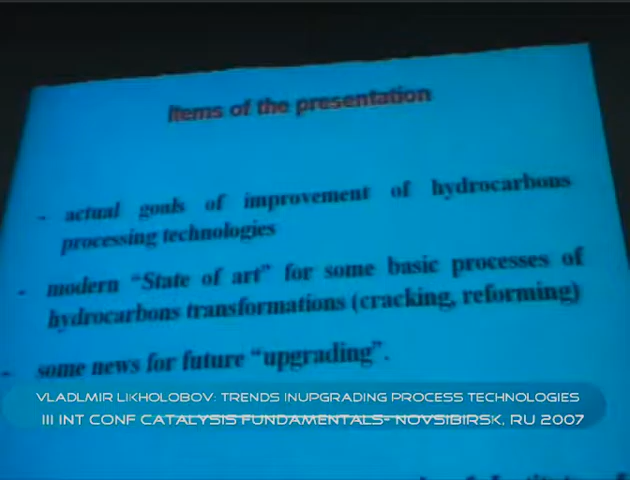 Items of the presentation
- actual goals of improvement of hydrocarbons
processing technologies
- modern "State of art" for some basic processes of
hydrocarbons transformations (cracking, reforming)
- some news for future "upgrading".
VLADLMIR LIKHOLOBOV: TRENDS INUPGRADING PROCESS TECHNOLOGIES
III INT CONF CATALYSIS FUNDAMENTALS- NOVSIBIRSK, RU 2007